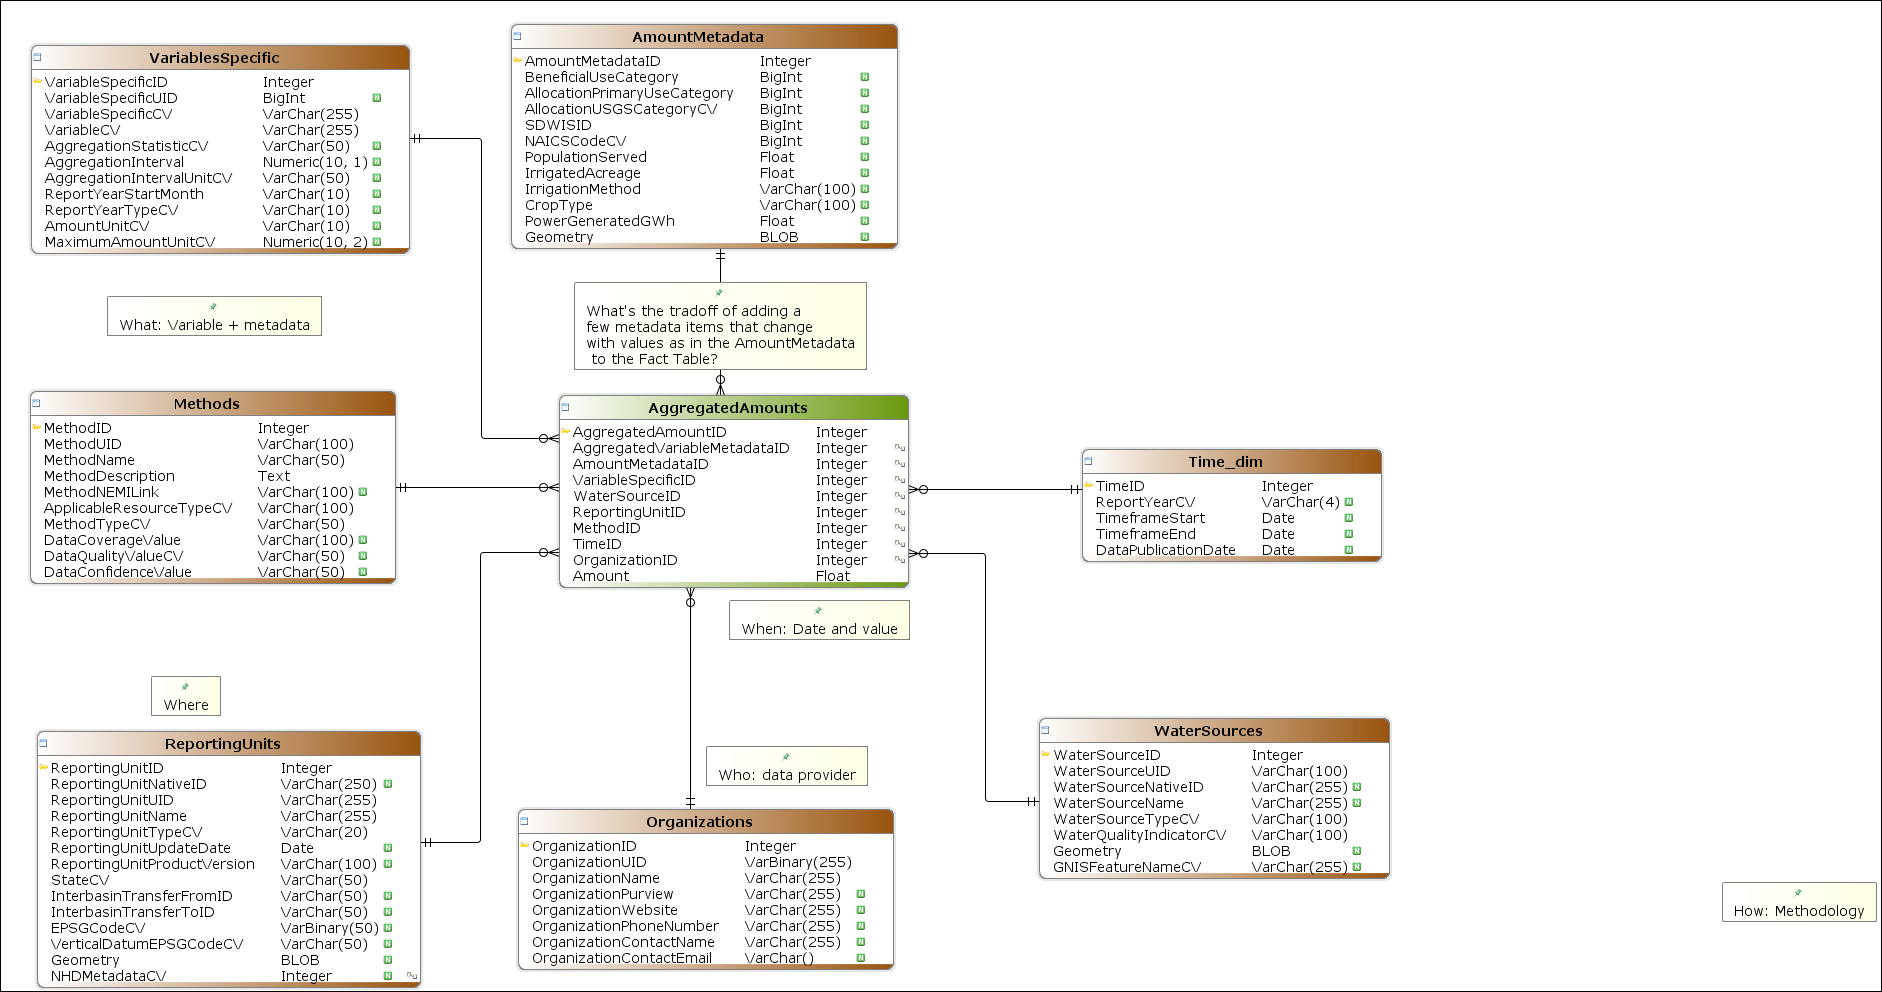 VariablesSpecific
VariableSpecificID Integer
VariableSpecificUID BigInt N
VariableSpecificCV VarChar(255)
VariableCV VarChar(255)
AggregationStatisticCV VarChar(50) N
AggregationInterval Numeric(10, 1) N
AggregationIntervalUnitCV VarChar(50) N
ReportYearStartMonth VarChar(10) N
ReportYearTypeCV VarChar(10) N
AmountUnitCV VarChar(10) N
MaximumAmountUnitCV Numeric(10, 2) N
AmountMetadata
AmountMetadataID Integer
BeneficialUseCategory BigInt N
AllocationPrimaryUseCategory BigInt N
AllocationUSGSCategoryCV BigInt N
SDWISID BigInt N
NAICSCodeCV BigInt N
PopulationServed Float N
IrrigatedAcreage Float N
IrrigationMethod VarChar(100) N
CropType VarChar(100) N
PowerGeneratedGWh Float N
Geometry BLOB N
What: Variable + metadata
What's the tradoff of adding a
few metadata items that change
with values as in the AmountMetadata
to the Fact Table?
Methods
MethodID Integer
MethodUID VarChar(100)
MethodName VarChar(50)
MethodDescription Text
MethodNEMILink VarChar(100) N
ApplicableResourceTypeCV VarChar(100)
MethodTypeCV VarChar(50)
DataCoverageValue VarChar(100) N
DataQualityValueCV VarChar(50) N
DataConfidenceValue VarChar(50) N
AggregatedAmounts
AggregatedAmountID Integer
AggregatedVariableMetadataID Integer
AmountMetadataID Integer
VariableSpecificID Integer
WaterSourceID Integer
ReportingUnitID Integer
MethodID Integer
TimeID Integer
OrganizationID Integer
Amount Float
Time_dim
TimeID Integer
ReportYearCV VarChar(4) N
TimeframeStart Date N
TimeframeEnd Date N
DataPublicationDate Date N
When: Date and value
Where
ReportingUnits
ReportingUnitID Integer
ReportingUnitNativeID VarChar(250) N
ReportingUnitUID VarChar(255)
ReportingUnitName VarChar(255)
ReportingUnitTypeCV VarChar(20)
ReportingUnitUpdateDate Date N
ReportingUnitProductVersion VarChar(100) N
StateCV VarChar(50)
InterbasinTransferFromID VarChar(50) N
InterbasinTransferToID VarChar(50) N
EPSGCodeCV VarBinary(50) N
VerticalDatumEPSGCodeCV VarChar(50) N
Geometry BLOB N
NHDMetadataCV Integer N
Who: data provider
Organizations
OrganizationID Integer
OrganizationUID VarBinary(255)
OrganizationName VarChar(255)
OrganizationPurview VarChar(255) N
OrganizationWebsite VarChar(255) N
OrganizationPhoneNumber VarChar(255) N
OrganizationContactName VarChar(255) N
OrganizationContactEmail VarChar() N
WaterSources
WaterSourceID Integer
WaterSourceUID VarChar(100)
WaterSourceNativeID VarChar(255) N
WaterSourceName VarChar(255) N
WaterSourceTypeCV VarChar(100)
WaterQualityIndicatorCV VarChar(100)
Geometry BLOB N
GNISFeatureNameCV VarChar(255) N
How: Methodology